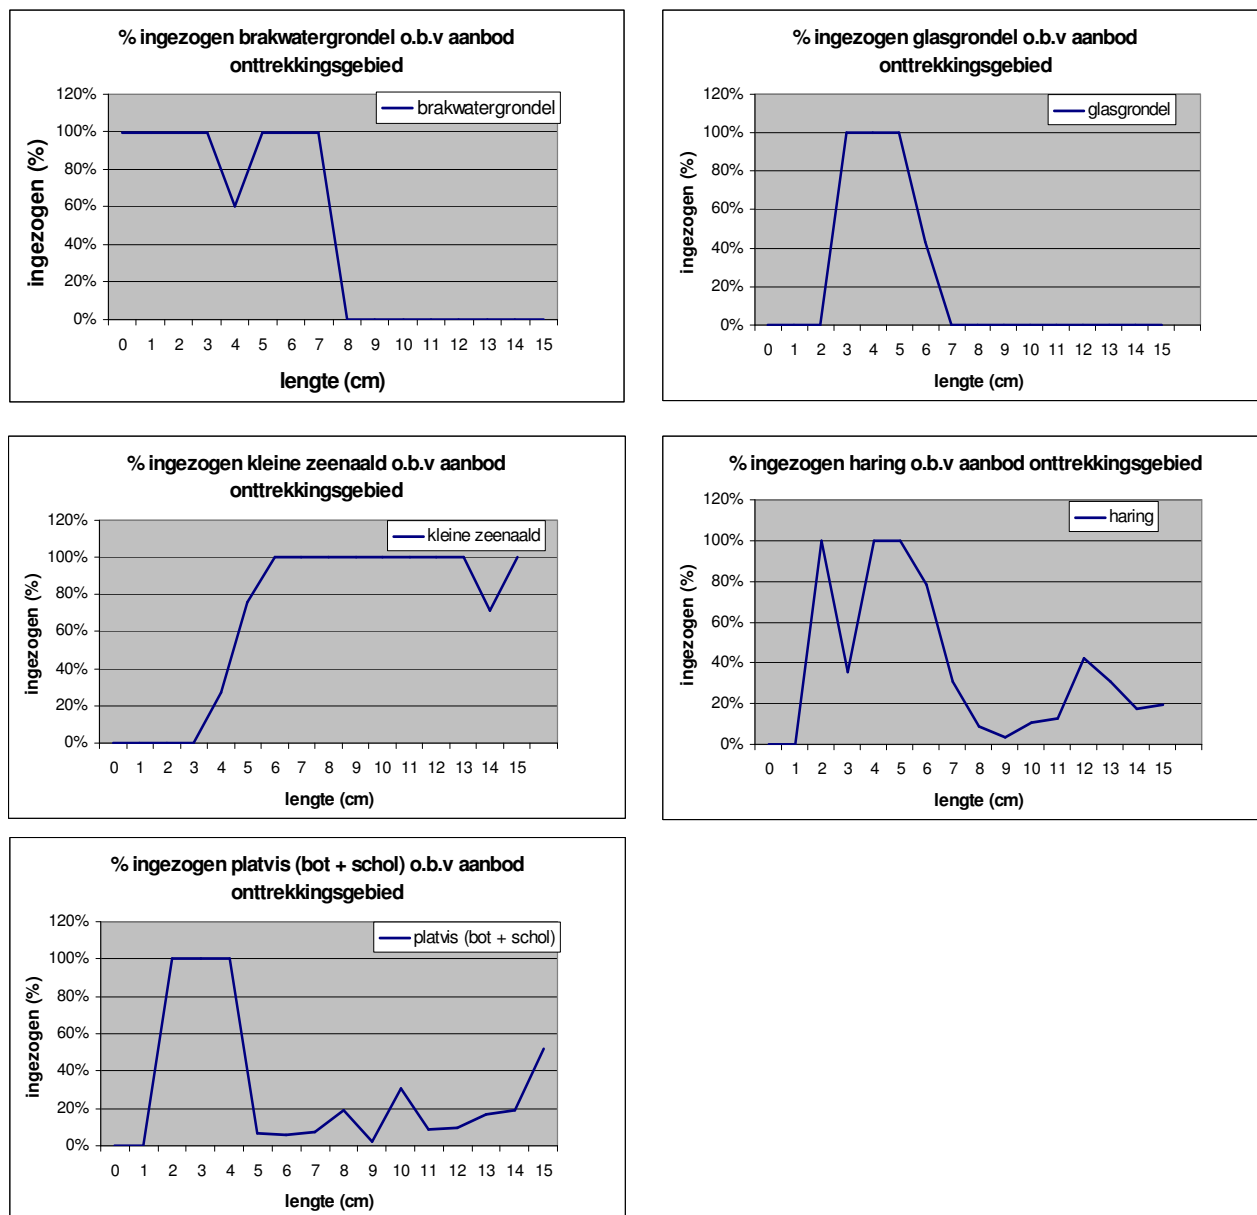 % ingezogen brakwatergrondel o.b.v aanbod
onttrekkingsgebied
brakwatergrondel
120%
100%
80%
60%
40%
20%
0%
ingezogen (%)
0 1 2 3 4 5 6 7 8 9 10 11 12 13 14 15
lengte (cm)
% ingezogen glasgrondel o.b.v aanbod
onttrekkingsgebied
glasgrondel
120%
100%
80%
60%
40%
20%
0%
ingezogen (%)
0 1 2 3 4 5 6 7 8 9 10 11 12 13 14 15
lengte (cm)
% ingezogen kleine zeenaald o.b.v aanbod
onttrekkingsgebied
kleine zeenaald
120%
100%
80%
60%
40%
20%
0%
ingezogen (%)
0 1 2 3 4 5 6 7 8 9 10 11 12 13 14 15
lengte (cm)
% ingezogen haring o.b.v aanbod onttrekkingsgebied
haring
120%
100%
80%
60%
40%
20%
0%
ingezogen (%)
0 1 2 3 4 5 6 7 8 9 10 11 12 13 14 15
lengte (cm)
% ingezogen platvis (bot + schol) o.b.v aanbod
onttrekkingsgebied
platvis (bot + schol)
120%
100%
80%
60%
40%
20%
0%
ingezogen (%)
0 1 2 3 4 5 6 7 8 9 10 11 12 13 14 15
lengte (cm)